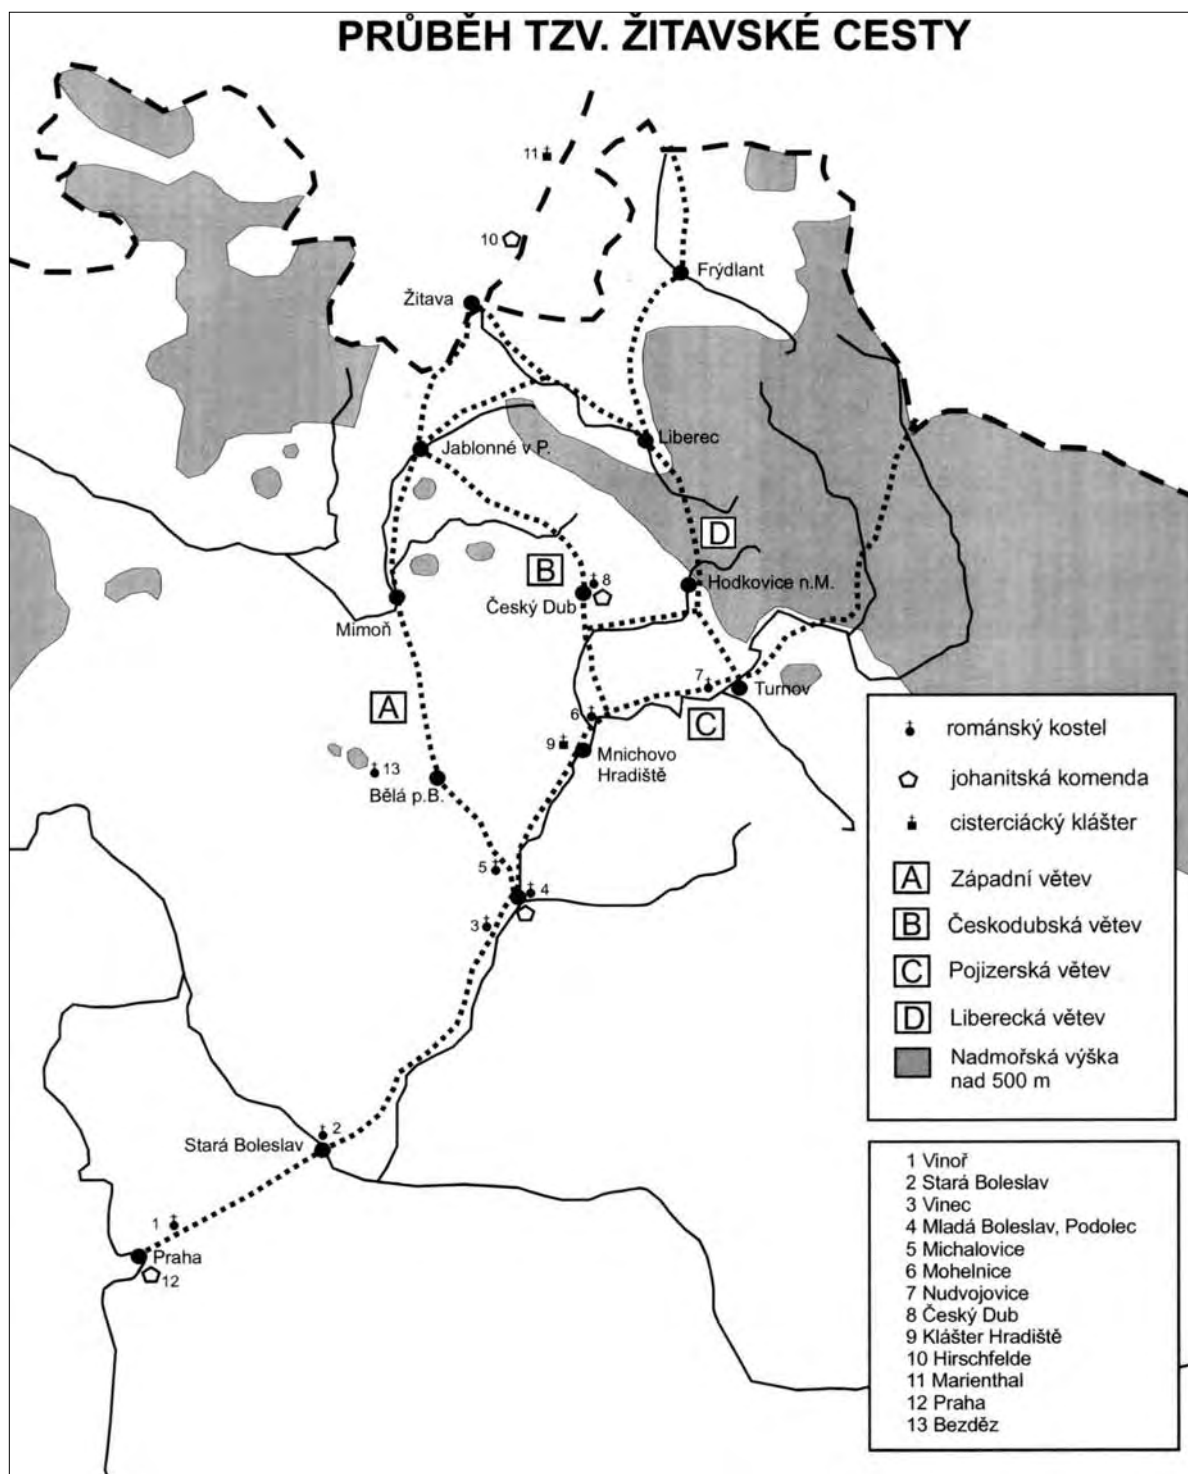 PRŮBĚH TZV. ŽITAVSKÉ CESTY
11
10
Žitava
Frýdlant
Liberec
Jablonné v P.
D
B
8
Český Dub
Hodkovice n.M.
Mimoň
7
Turnov
A
6
C
9
Mnichovo
Hradiště
13
Bělá p.B.
5
4
3
2
Stará Boleslav
1
Praha
12
románský kostel
johanitská komenda
cisterciácký klášter
A Západní větev
B Českodubská větev
C Pojizerská větev
D Liberecká větev
Nadmořská výška
nad 500 m
1 Vinoř
2 Stará Boleslav
3 Vinec
4 Mladá Boleslav, Podolec
5 Michalovice
6 Mohelnice
7 Nudvojovice
8 Český Dub
9 Klášter Hradiště
10 Hirschfelde
11 Marienthal
12 Praha
13 Bezděz